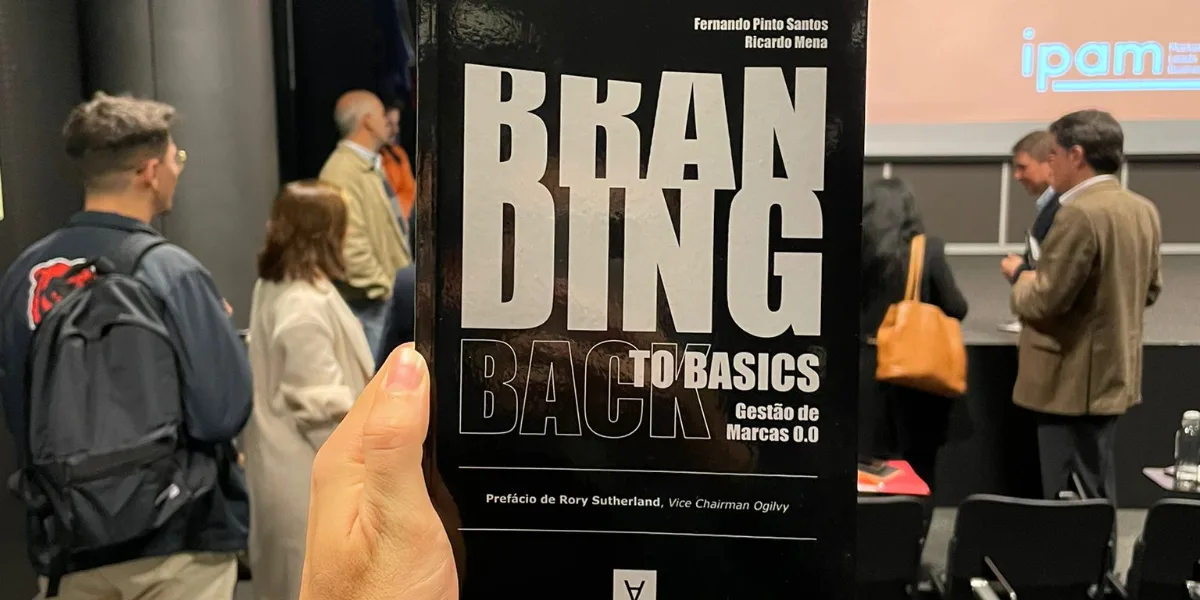 Fernando Pinto Santos
Ricardo Mena
BRAN
DING
BACK
TO BASICS
Gestão de
Marcas 0.0
Prefácio de Rory Sutherland, Vice Chairman Ogilvy
ipam